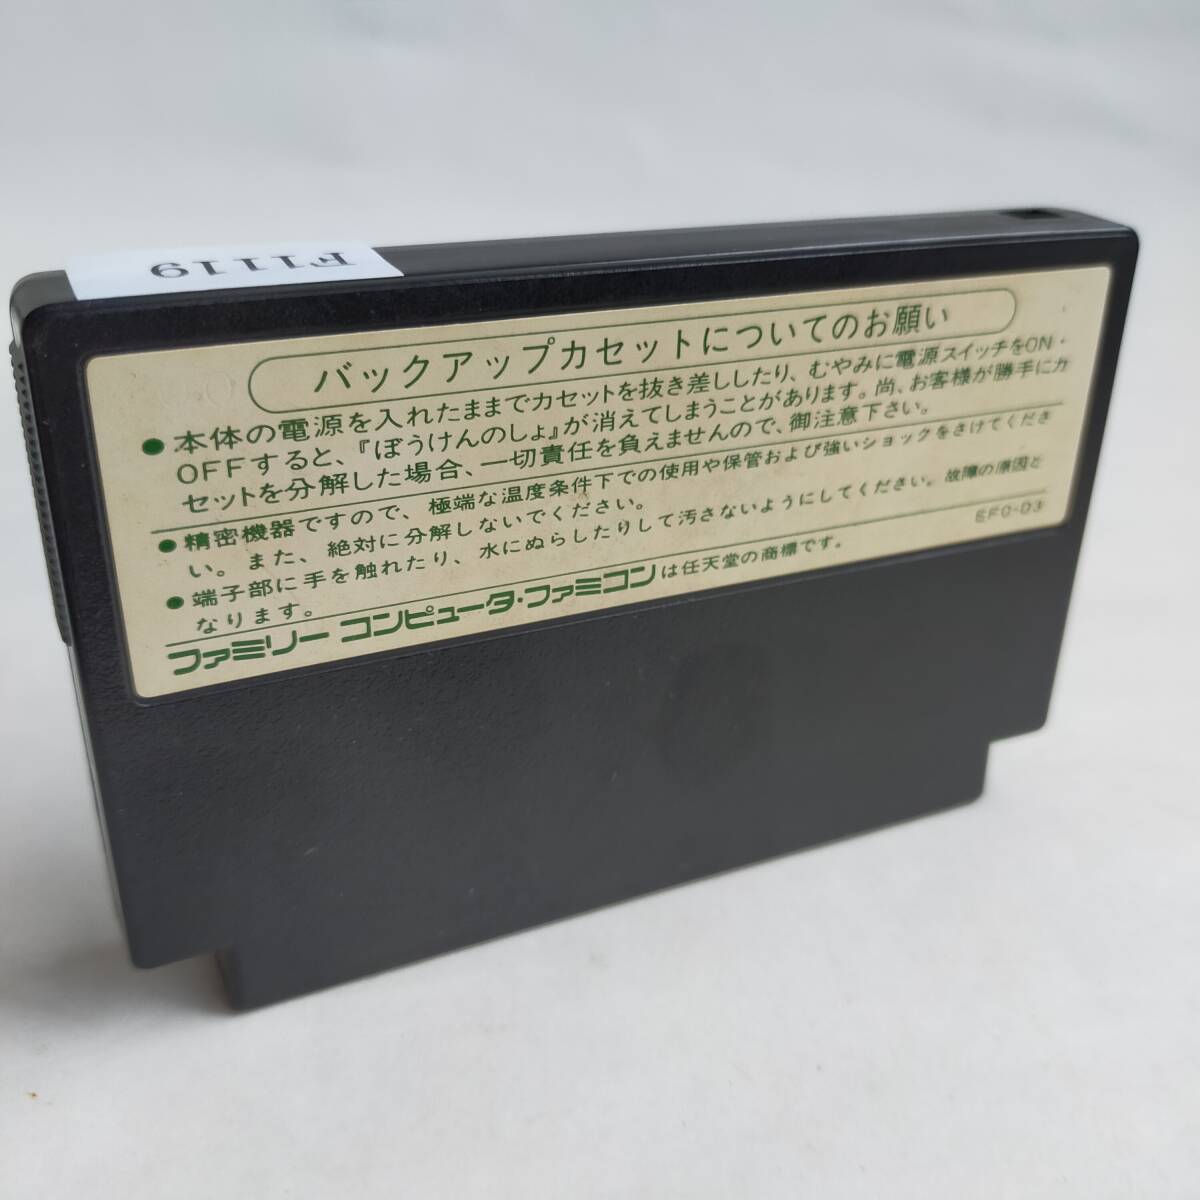 F1119
バックアップカセットについてのお願い
●本体の電源を入れたままでカセットを抜き差ししたり、むやみに電源スイッチをON・
OFFすると、『ぼうけんのしょ』が消えてしまうことがあります。尚、お客様が勝手にカ
セットを分解した場合、一切責任を負えませんので、御注意下さい。
●精密機器ですので、極端な温度条件下での使用や保管および強いショックをさけてくださ
い。また、絶対に分解しないでください。
●端子部に手を触れたり、水にぬらしたりして汚さないようにしてください。故障の原因と
なります。
EFC-D3
ファミリーコンピュータ・ファミコンは任天堂の商標です。